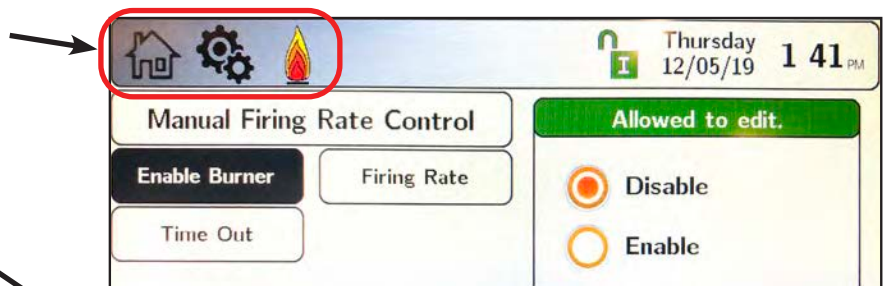 Thursday
12/05/19
1 41 PM
I
Manual Firing Rate Control
Allowed to edit.
Enable Burner
Firing Rate
Disable
Time Out
Enable